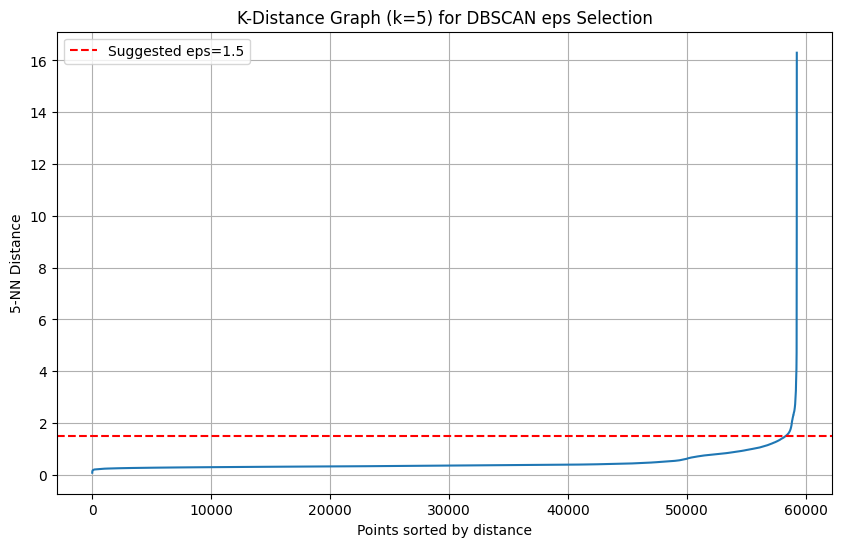 K-Distance Graph (k=5) for DBSCAN eps Selection
Suggested eps=1.5
16
14
12
10
8
6
4
2
0
5-NN Distance
0 10000 20000 30000 40000 50000 60000
Points sorted by distance